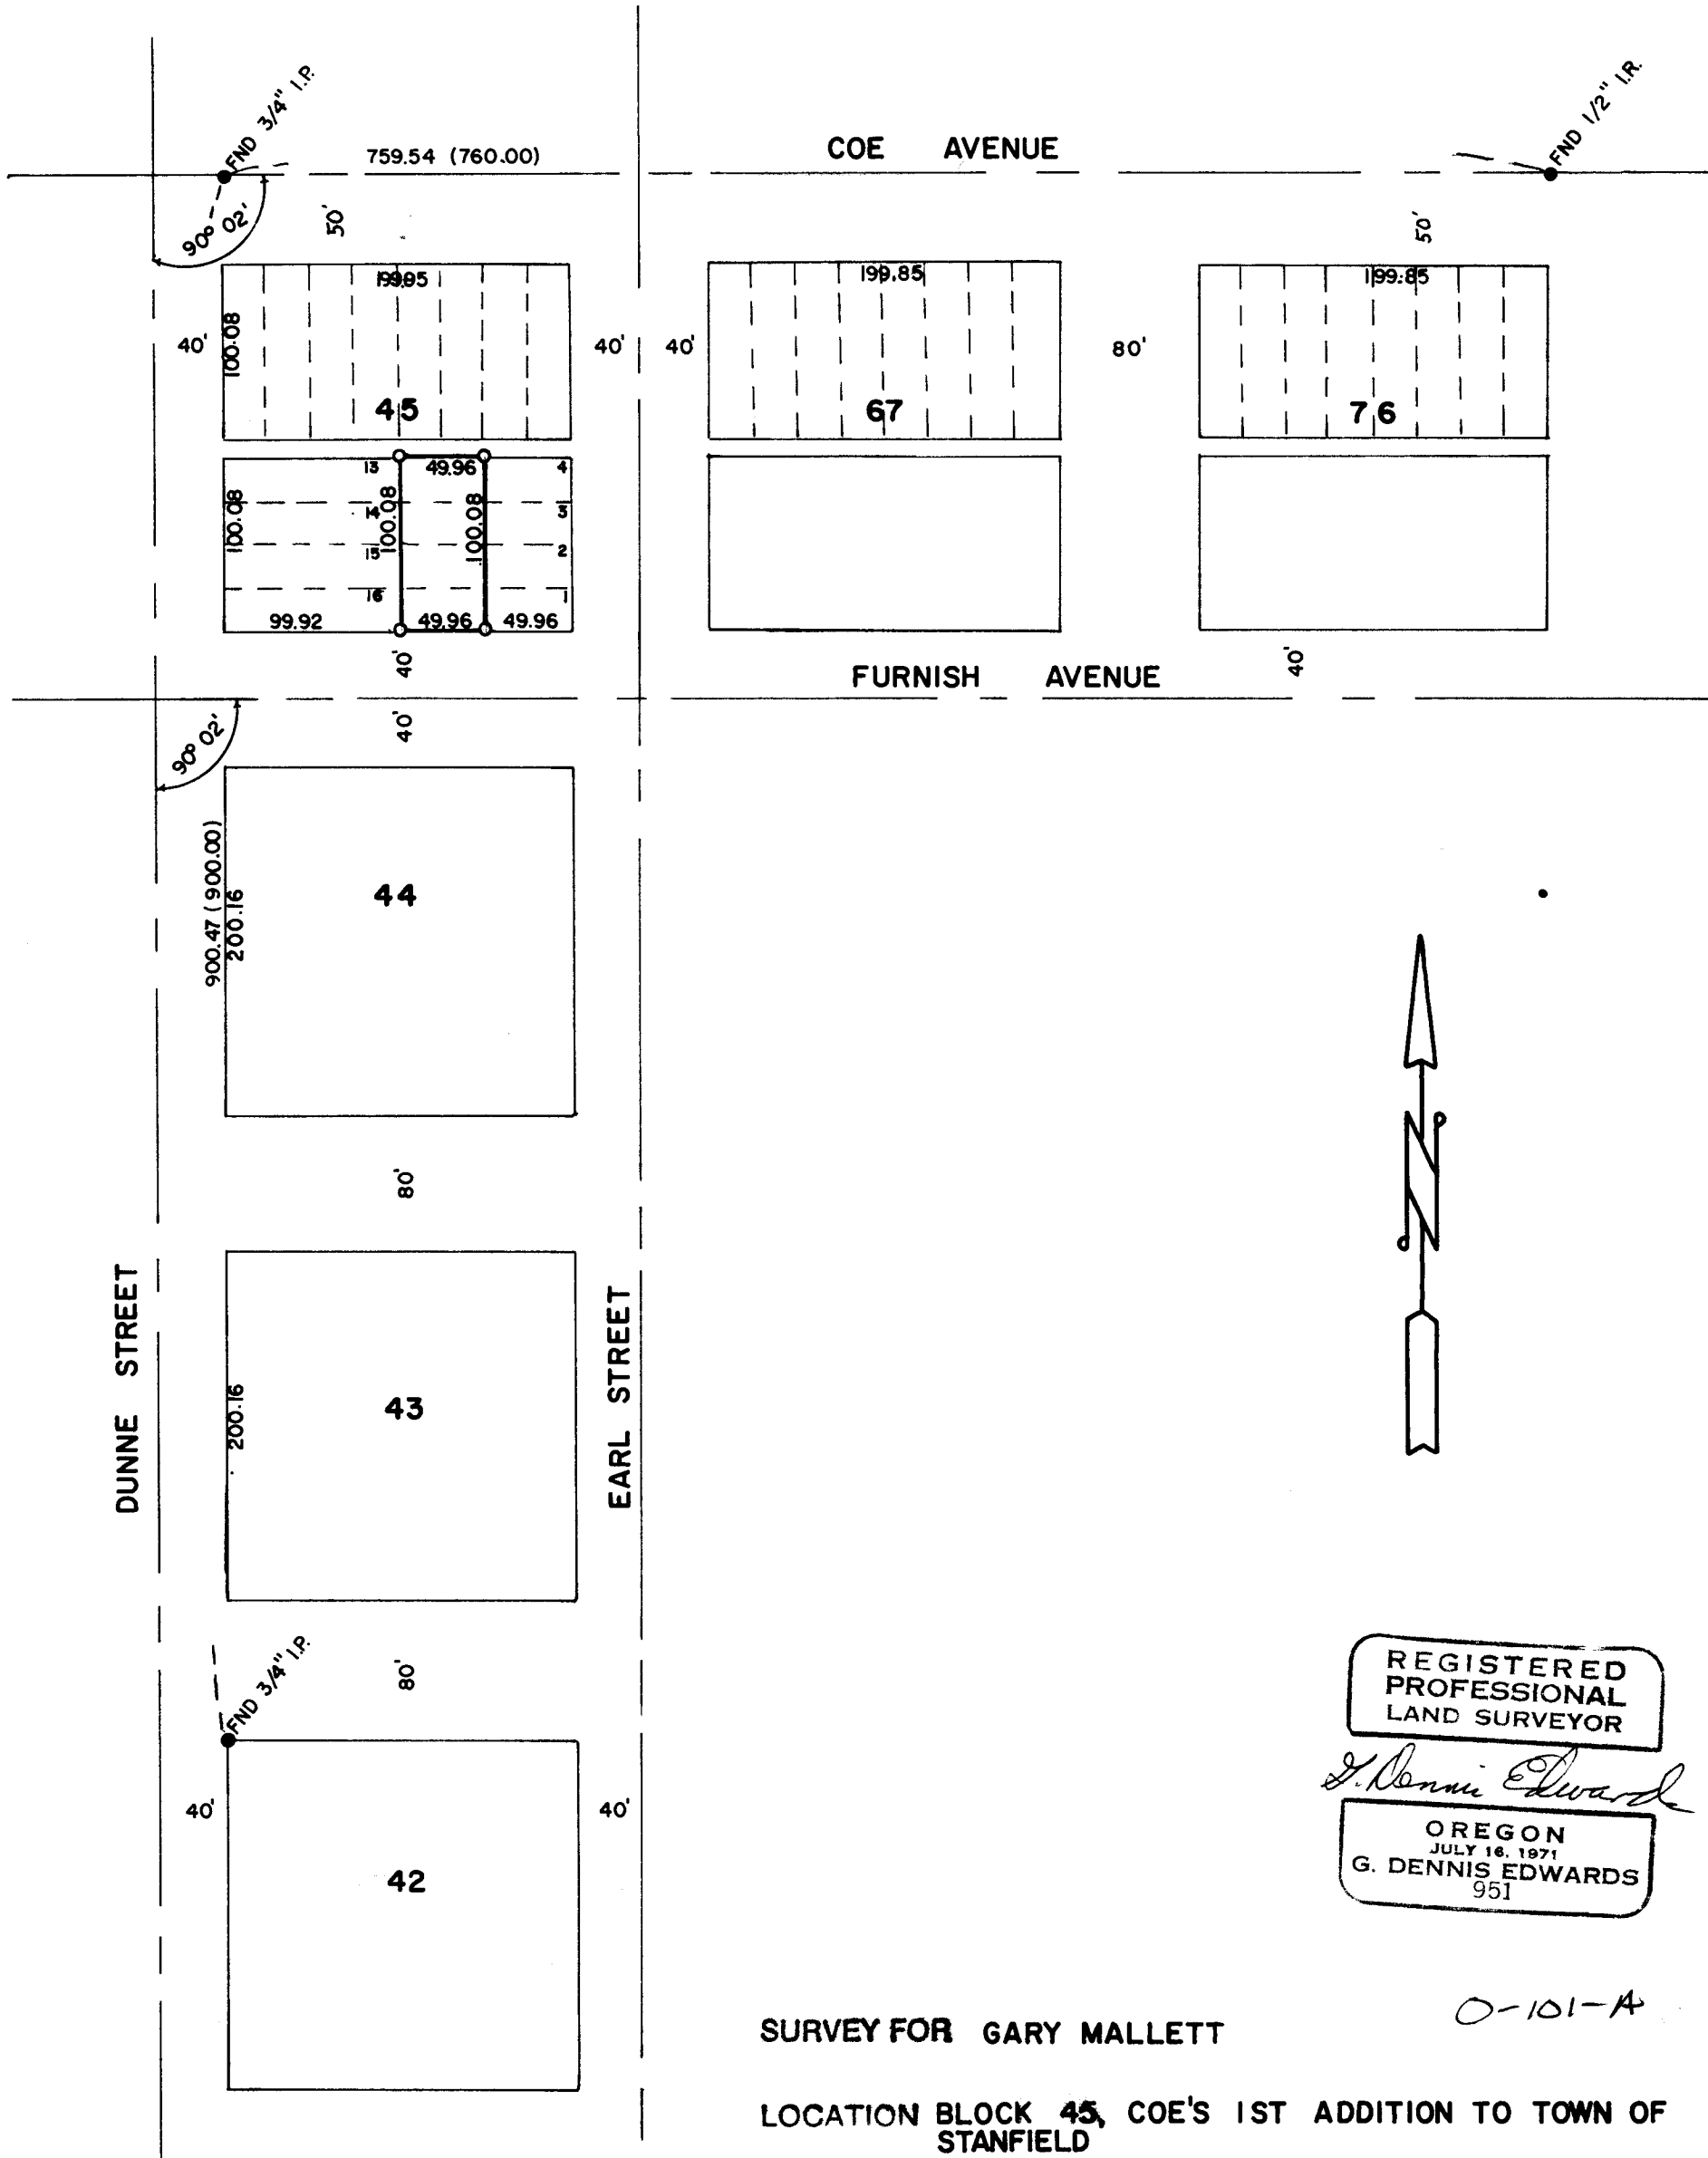 FND 3/4" I.P.
FND 1/2" I.R.
759.54 (760.00)
COE AVENUE
90° 02'
50'
50'
199.85
199.85
199.85
40'
100.08
40'
40'
80'
45
67
76
13
49.96
4
100.08
14
100.08
100.08
3
15
2
16
1
99.92
49.96
49.96
40'
FURNISH AVENUE
40'
40'
90° 02'
900.47 (900.00)
200.16
44
80'
DUNNE STREET
EARL STREET
200.16
43
FND 3/4" I.P.
80'
40'
40'
42
N
REGISTERED
PROFESSIONAL
LAND SURVEYOR
G. Dennis Edwards
OREGON
JULY 16, 1971
G. DENNIS EDWARDS
951
O-101-A
SURVEY FOR GARY MALLETT
LOCATION BLOCK 45, COE'S 1ST ADDITION TO TOWN OF
STANFIELD